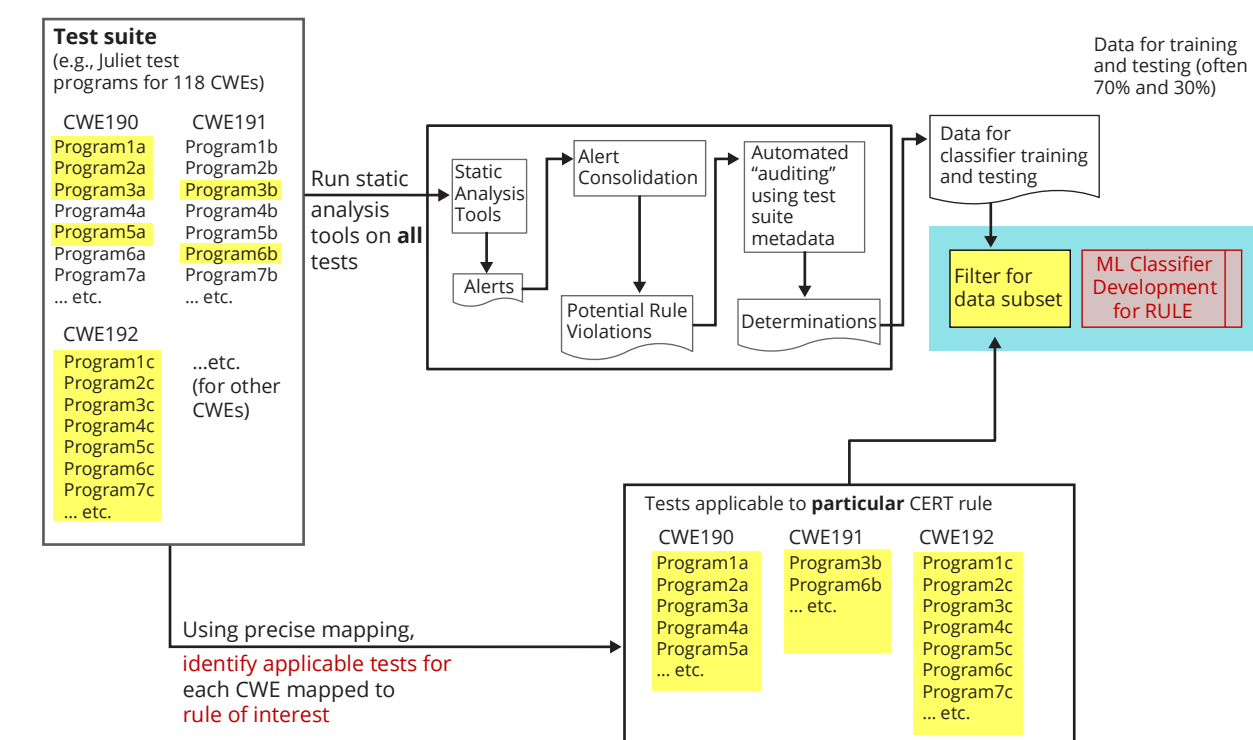 Test suite
(e.g., Juliet test
programs for 118 CWEs)
CWE190
Program1a
Program2a
Program3a
Program4a
Program5a
Program6a
Program7a
... etc.
CWE191
Program1b
Program2b
Program3b
Program4b
Program5b
Program6b
Program7b
... etc.
CWE192
Program1c
Program2c
Program3c
Program4c
Program5c
Program6c
Program7c
... etc.
...etc.
(for other
CWEs)
Run static
analysis
tools on all
tests
Static
Analysis
Tools
Alerts
Alert
Consolidation
Potential Rule
Violations
Automated
“auditing”
using test
suite
metadata
Determinations
Data for training
and testing (often
70% and 30%)
Data for
classifier training
and testing
Filter for
data subset
ML Classifier
Development
for RULE
Using precise mapping,
identify applicable tests for
each CWE mapped to
rule of interest
Tests applicable to particular CERT rule
CWE190
Program1a
Program2a
Program3a
Program4a
Program5a
... etc.
CWE191
Program3b
Program6b
... etc.
CWE192
Program1c
Program2c
Program3c
Program4c
Program5c
Program6c
Program7c
... etc.